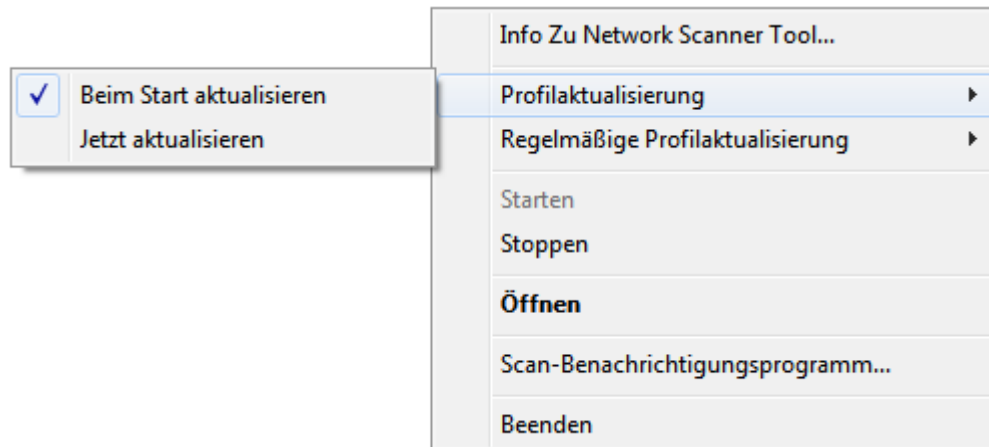 Info Zu Network Scanner Tool...
Profilaktualisierung
Beim Start aktualisieren
Jetzt aktualisieren
Regelmäßige Profilaktualisierung
Starten
Stoppen
Öffnen
Scan-Benachrichtigungsprogramm...
Beenden